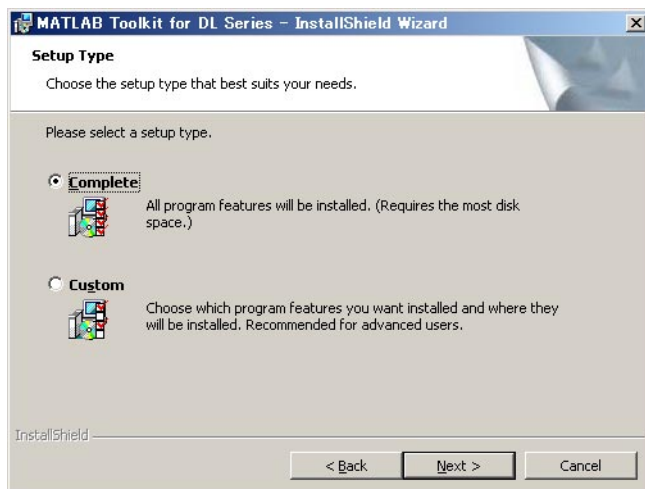 MATLAB Toolkit for DL Series - InstallShield Wizard
Setup Type
Choose the setup type that best suits your needs.
Please select a setup type.
Complete
All program features will be installed. (Requires the most disk
space.)
Custom
Choose which program features you want installed and where they
will be installed. Recommended for advanced users.
InstallShield
< Back
Next >
Cancel